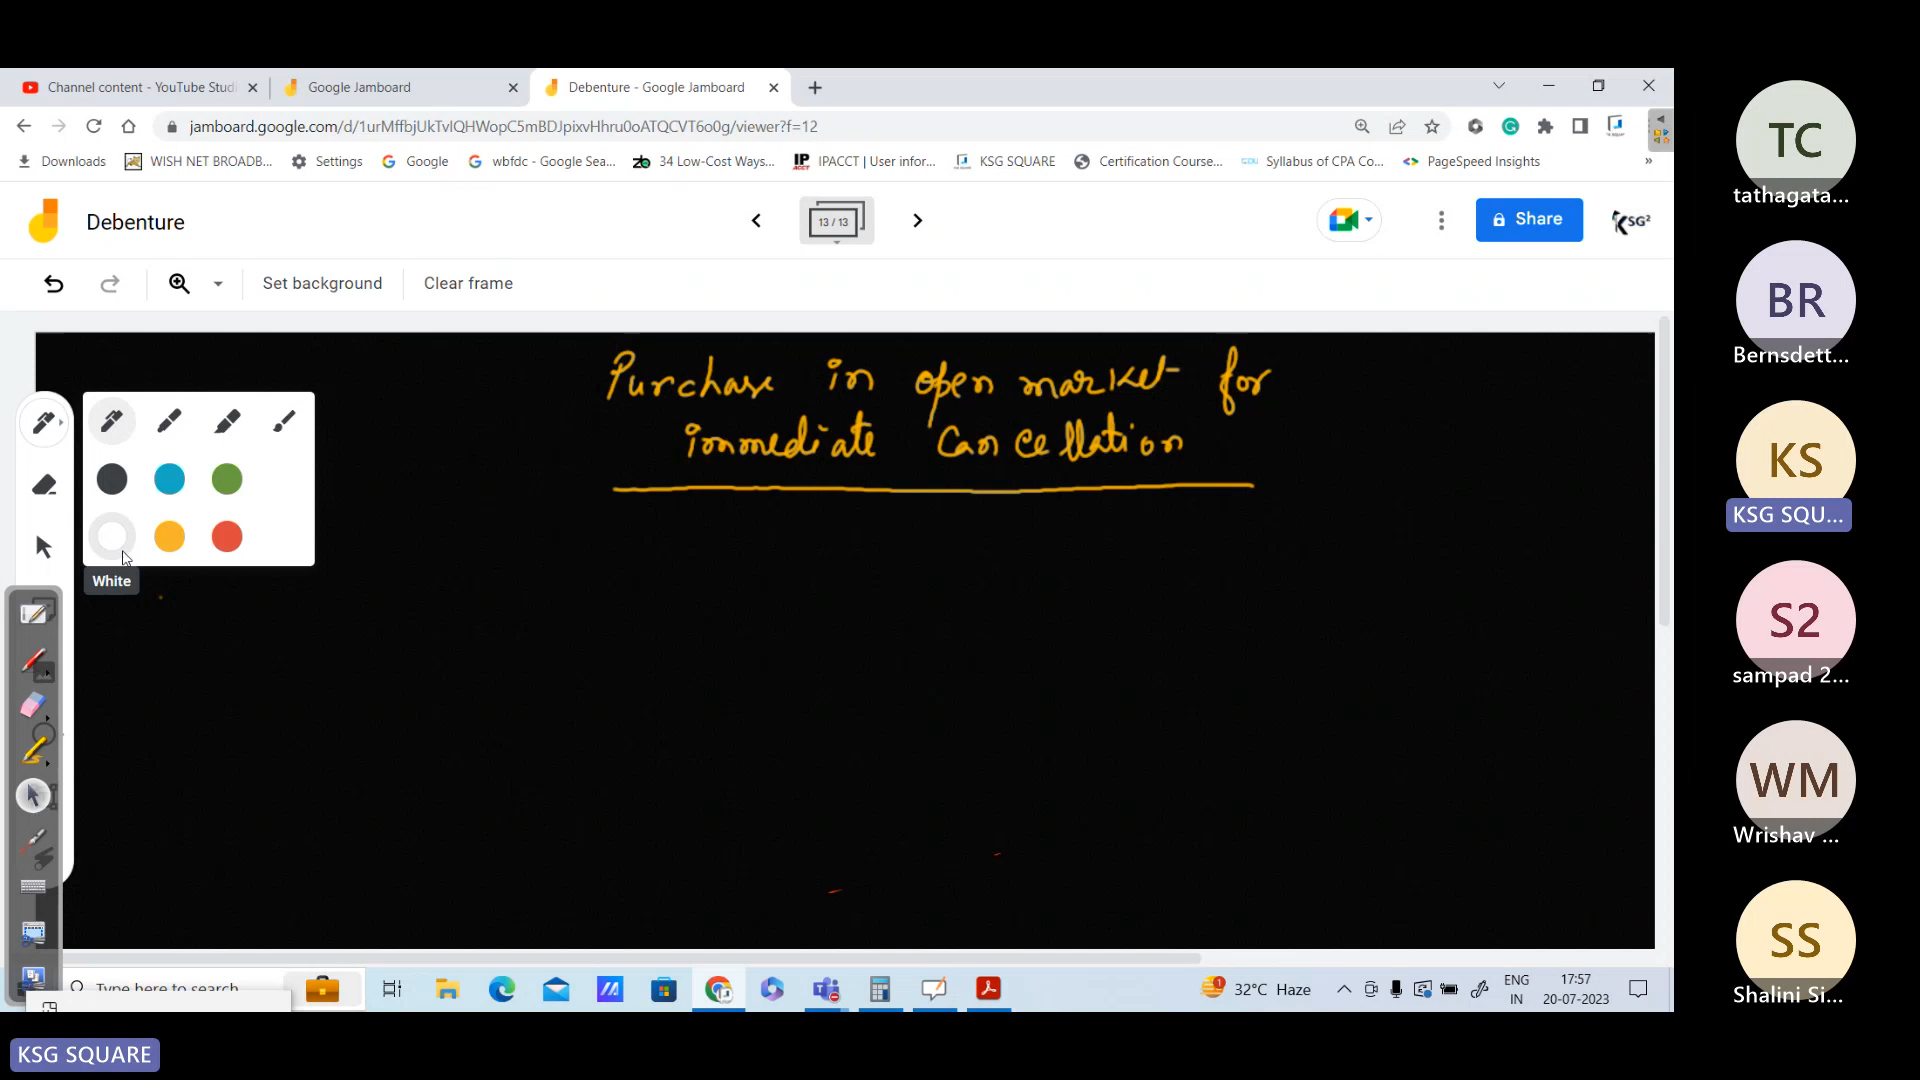 Channel content - YouTube Stud
Google Jamboard
Debenture - Google Jamboard
jamboard.google.com/d/1urMffbjUkTvIQHWopC5mBDJpixvHhru0oATQCVT6o0g/viewer?f=12
Downloads
WISH NET BROADB...
Settings
Google
wbfdc - Google Sea...
34 Low-Cost Ways...
IPACCT | User infor...
KSG SQUARE
Certification Course...
Syllabus of CPA Co...
PageSpeed Insights
»
Debenture
13 / 13
Share
KSG²
Set background
Clear frame
Purchase in open market for
immediate Cancellation
White
Type here to search
1
32°C Haze
ENG
IN
17:57
20-07-2023
TC
tathagata...
BR
Bernsdett...
KS
KSG SQU...
S2
sampad 2...
WM
Wrishav ...
SS
Shalini Si...
KSG SQUARE